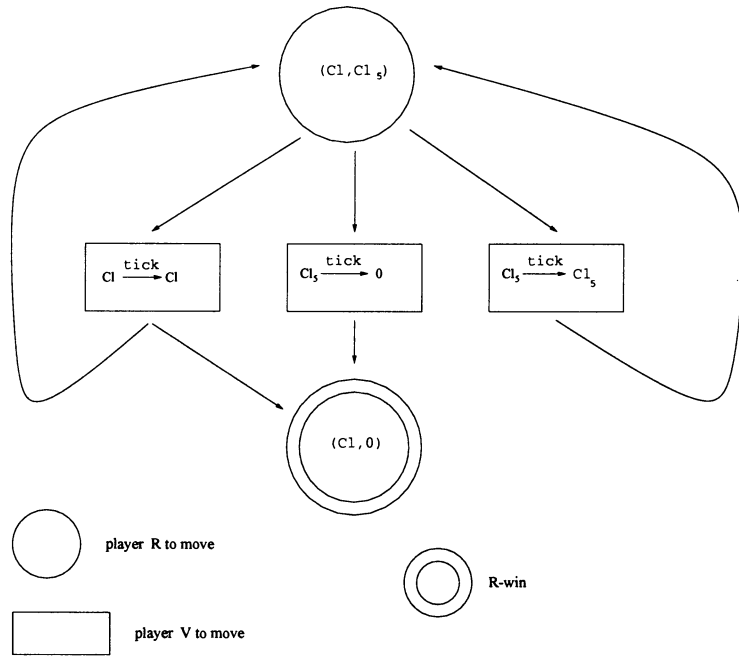 (Cl,Cl₅)
tick
Cl → Cl
tick
Cl₅ → 0
tick
Cl₅ → Cl₅
(Cl,0)
player R to move
R-win
player V to move